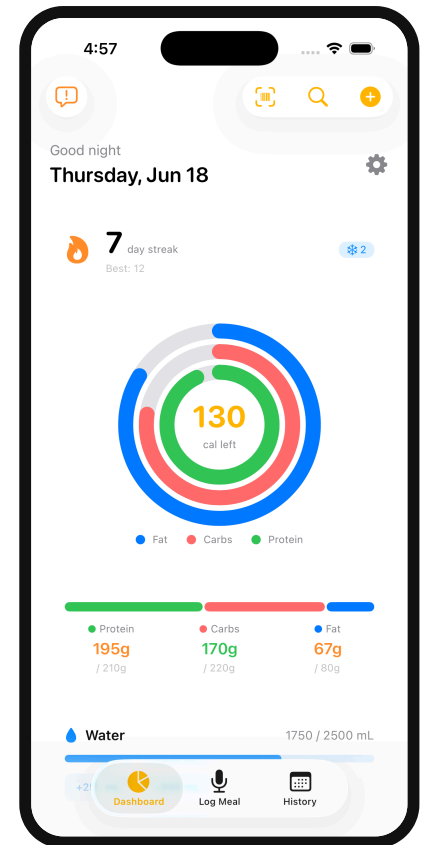 4:57
Good night
Thursday, Jun 18
7 day streak
Best: 12
2
130
cal left
Fat Carbs Protein
Protein Carbs Fat
195g 170g 67g
/ 210g / 220g / 80g
Water 1750 / 2500 mL
Dashboard Log Meal History